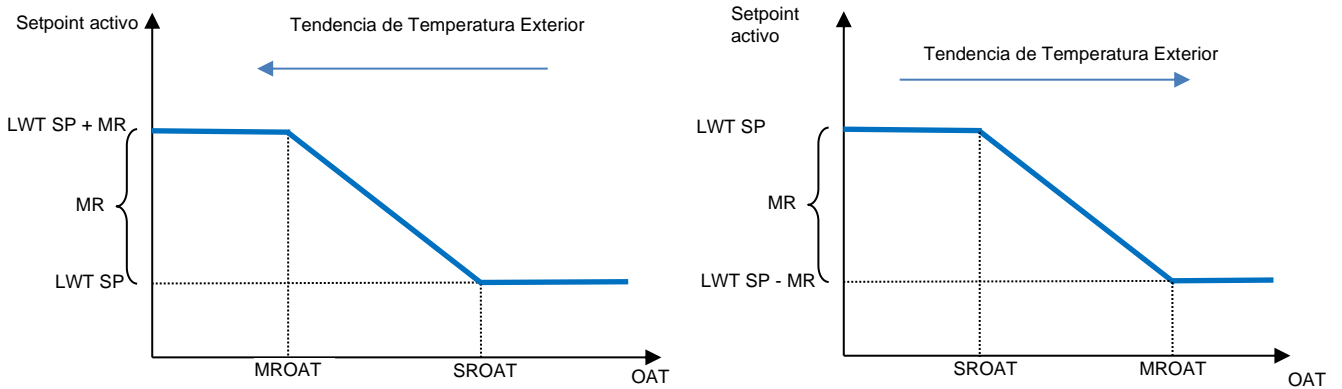 Setpoint activo
Tendencia de Temperatura Exterior
LWT SP + MR
MR
LWT SP
MROAT
SROAT
OAT
Setpoint
activo
Tendencia de Temperatura Exterior
LWT SP
MR
LWT SP - MR
SROAT
MROAT
OAT